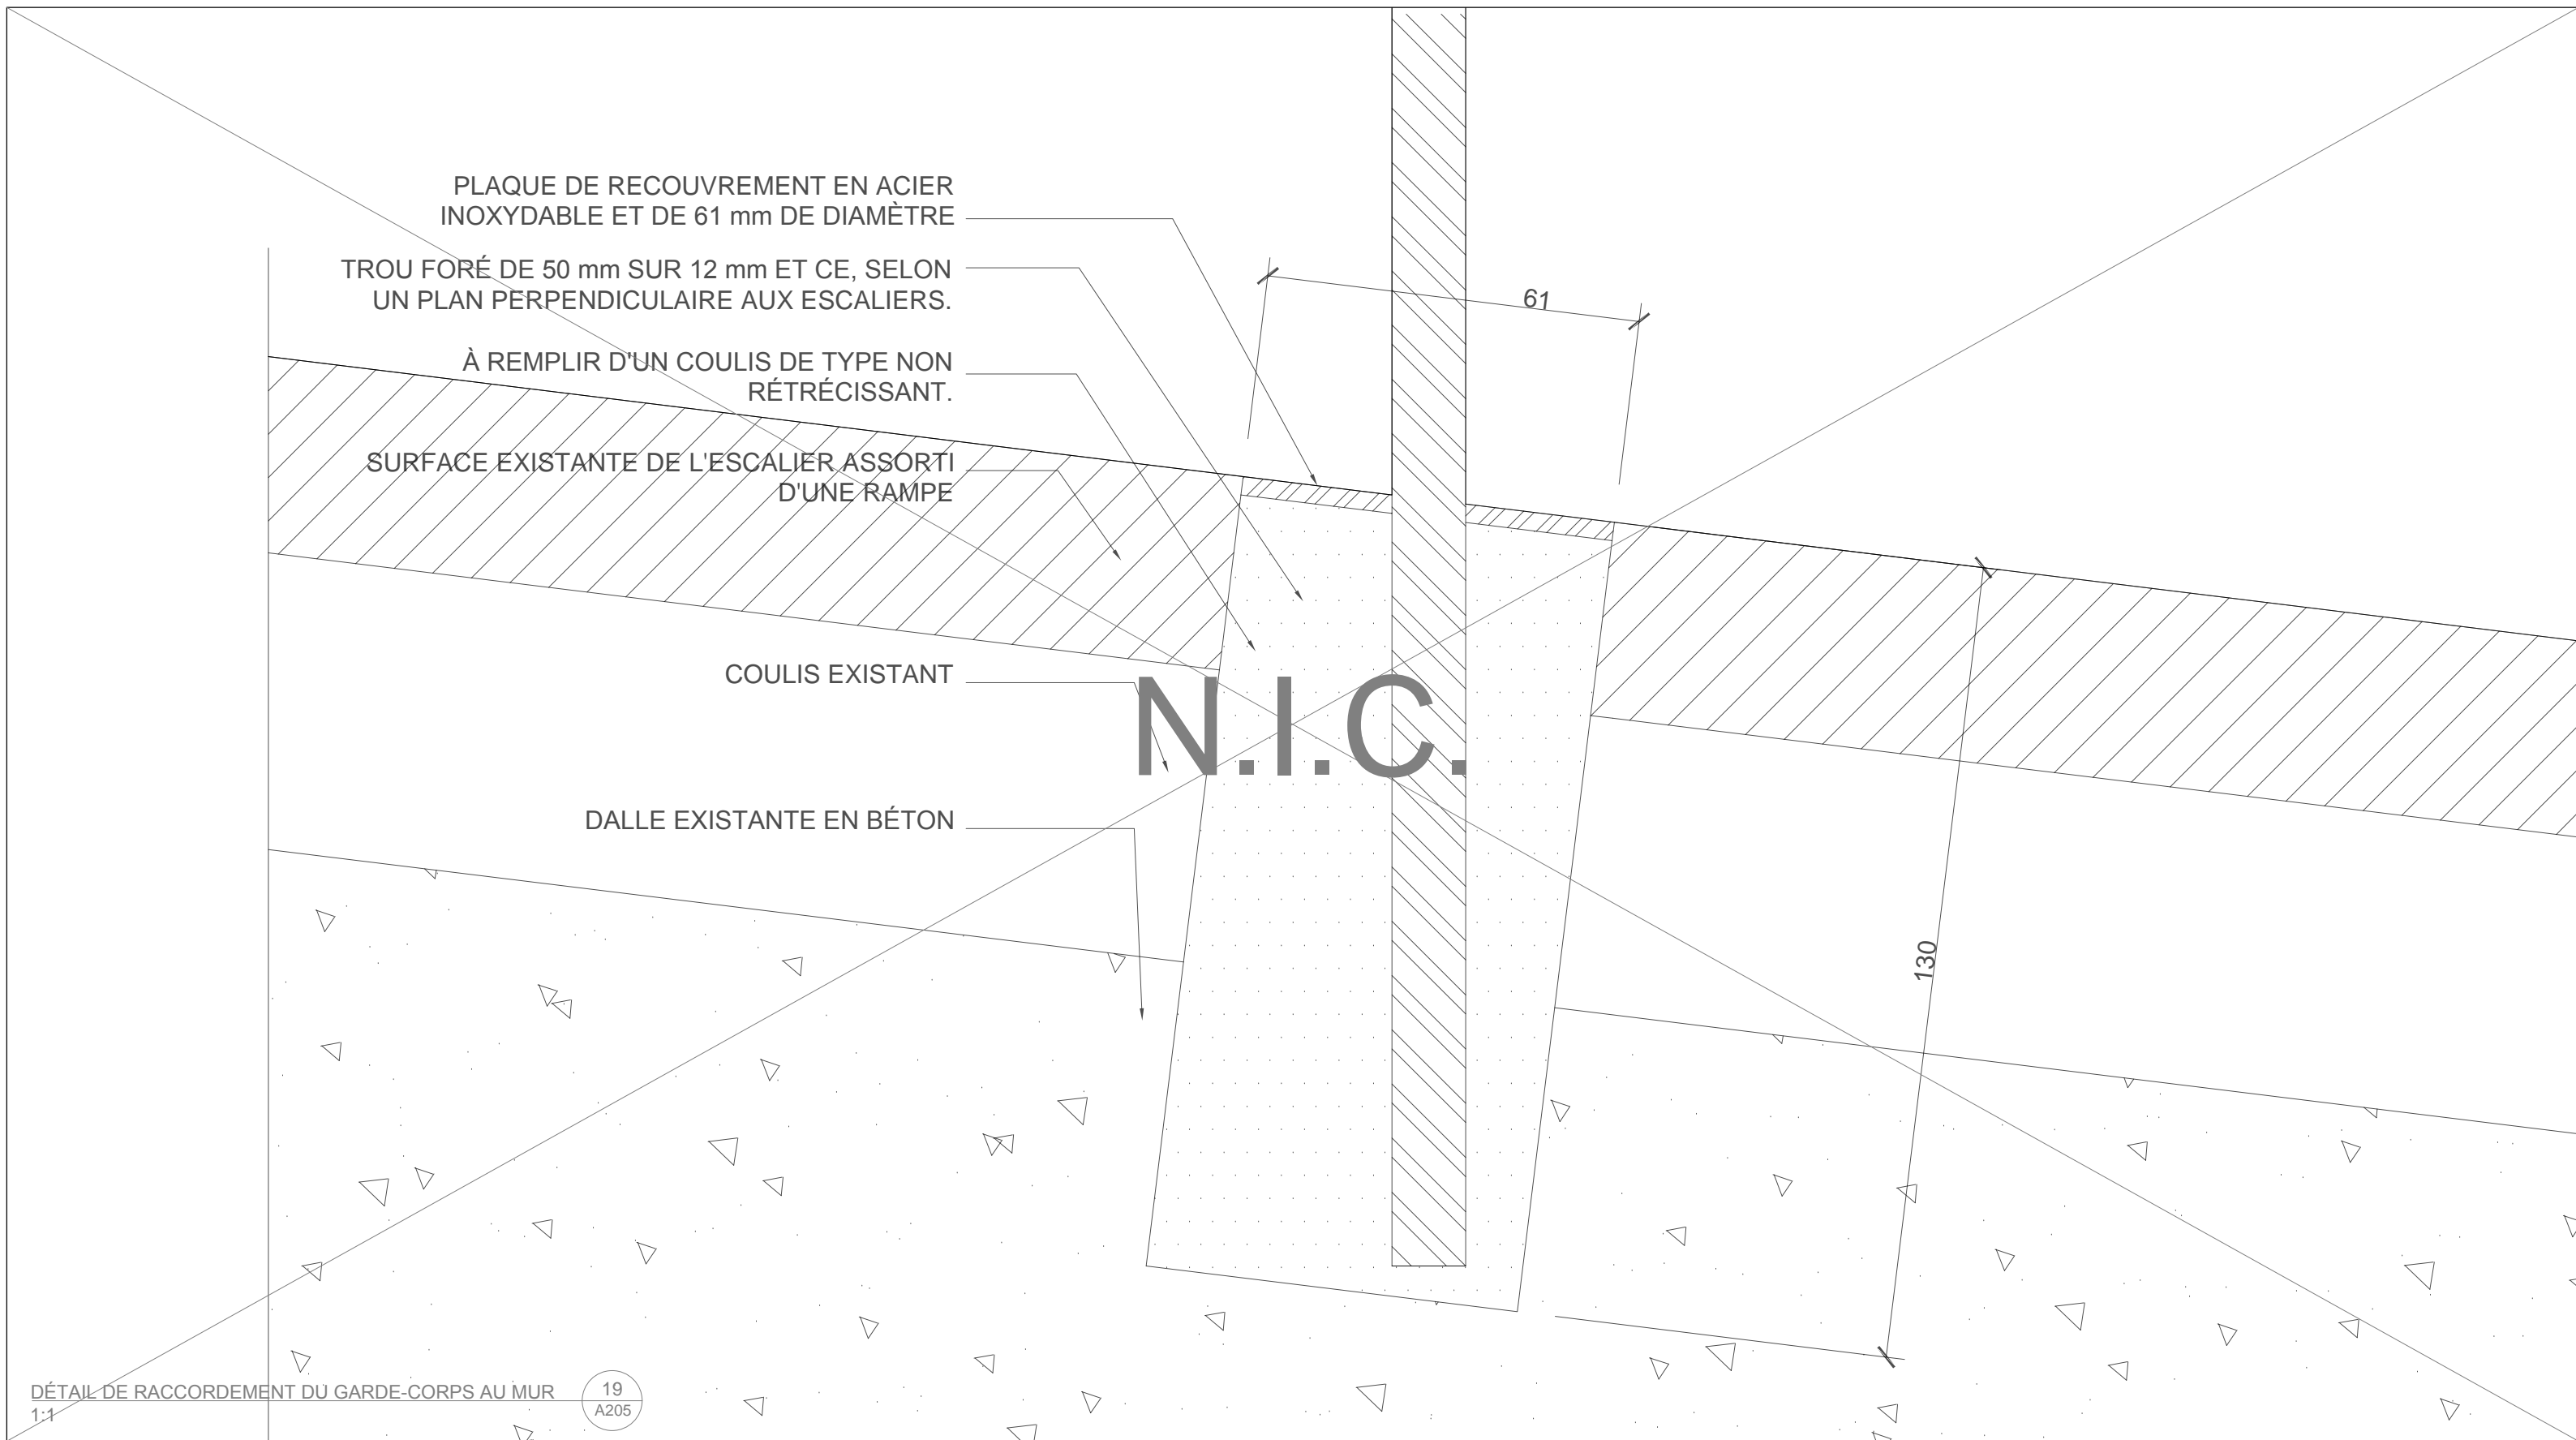 PLAQUE DE RECOUVREMENT EN ACIER
INOXYDABLE ET DE 61 mm DE DIAMÈTRE
TROU FORÉ DE 50 mm SUR 12 mm ET CE, SELON
UN PLAN PERPENDICULAIRE AUX ESCALIERS.
61
À REMPLIR D'UN COULIS DE TYPE NON
RÉTRÉCISSANT.
SURFACE EXISTANTE DE L'ESCALIER ASSORTI
D'UNE RAMPE
COULIS EXISTANT
N.I.C.
DALLE EXISTANTE EN BÉTON
130
DÉTAIL DE RACCORDEMENT DU GARDE-CORPS AU MUR
1:1
19
A205